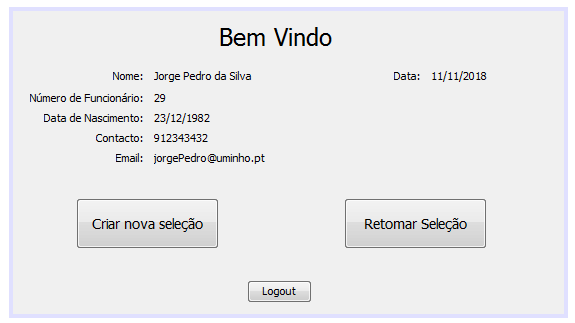 Bem Vindo
Nome: Jorge Pedro da Silva Data: 11/11/2018
Número de Funcionário: 29
Data de Nascimento: 23/12/1982
Contacto: 912343432
Email: jorgePedro@uminho.pt
Criar nova seleção Retomar Seleção
Logout